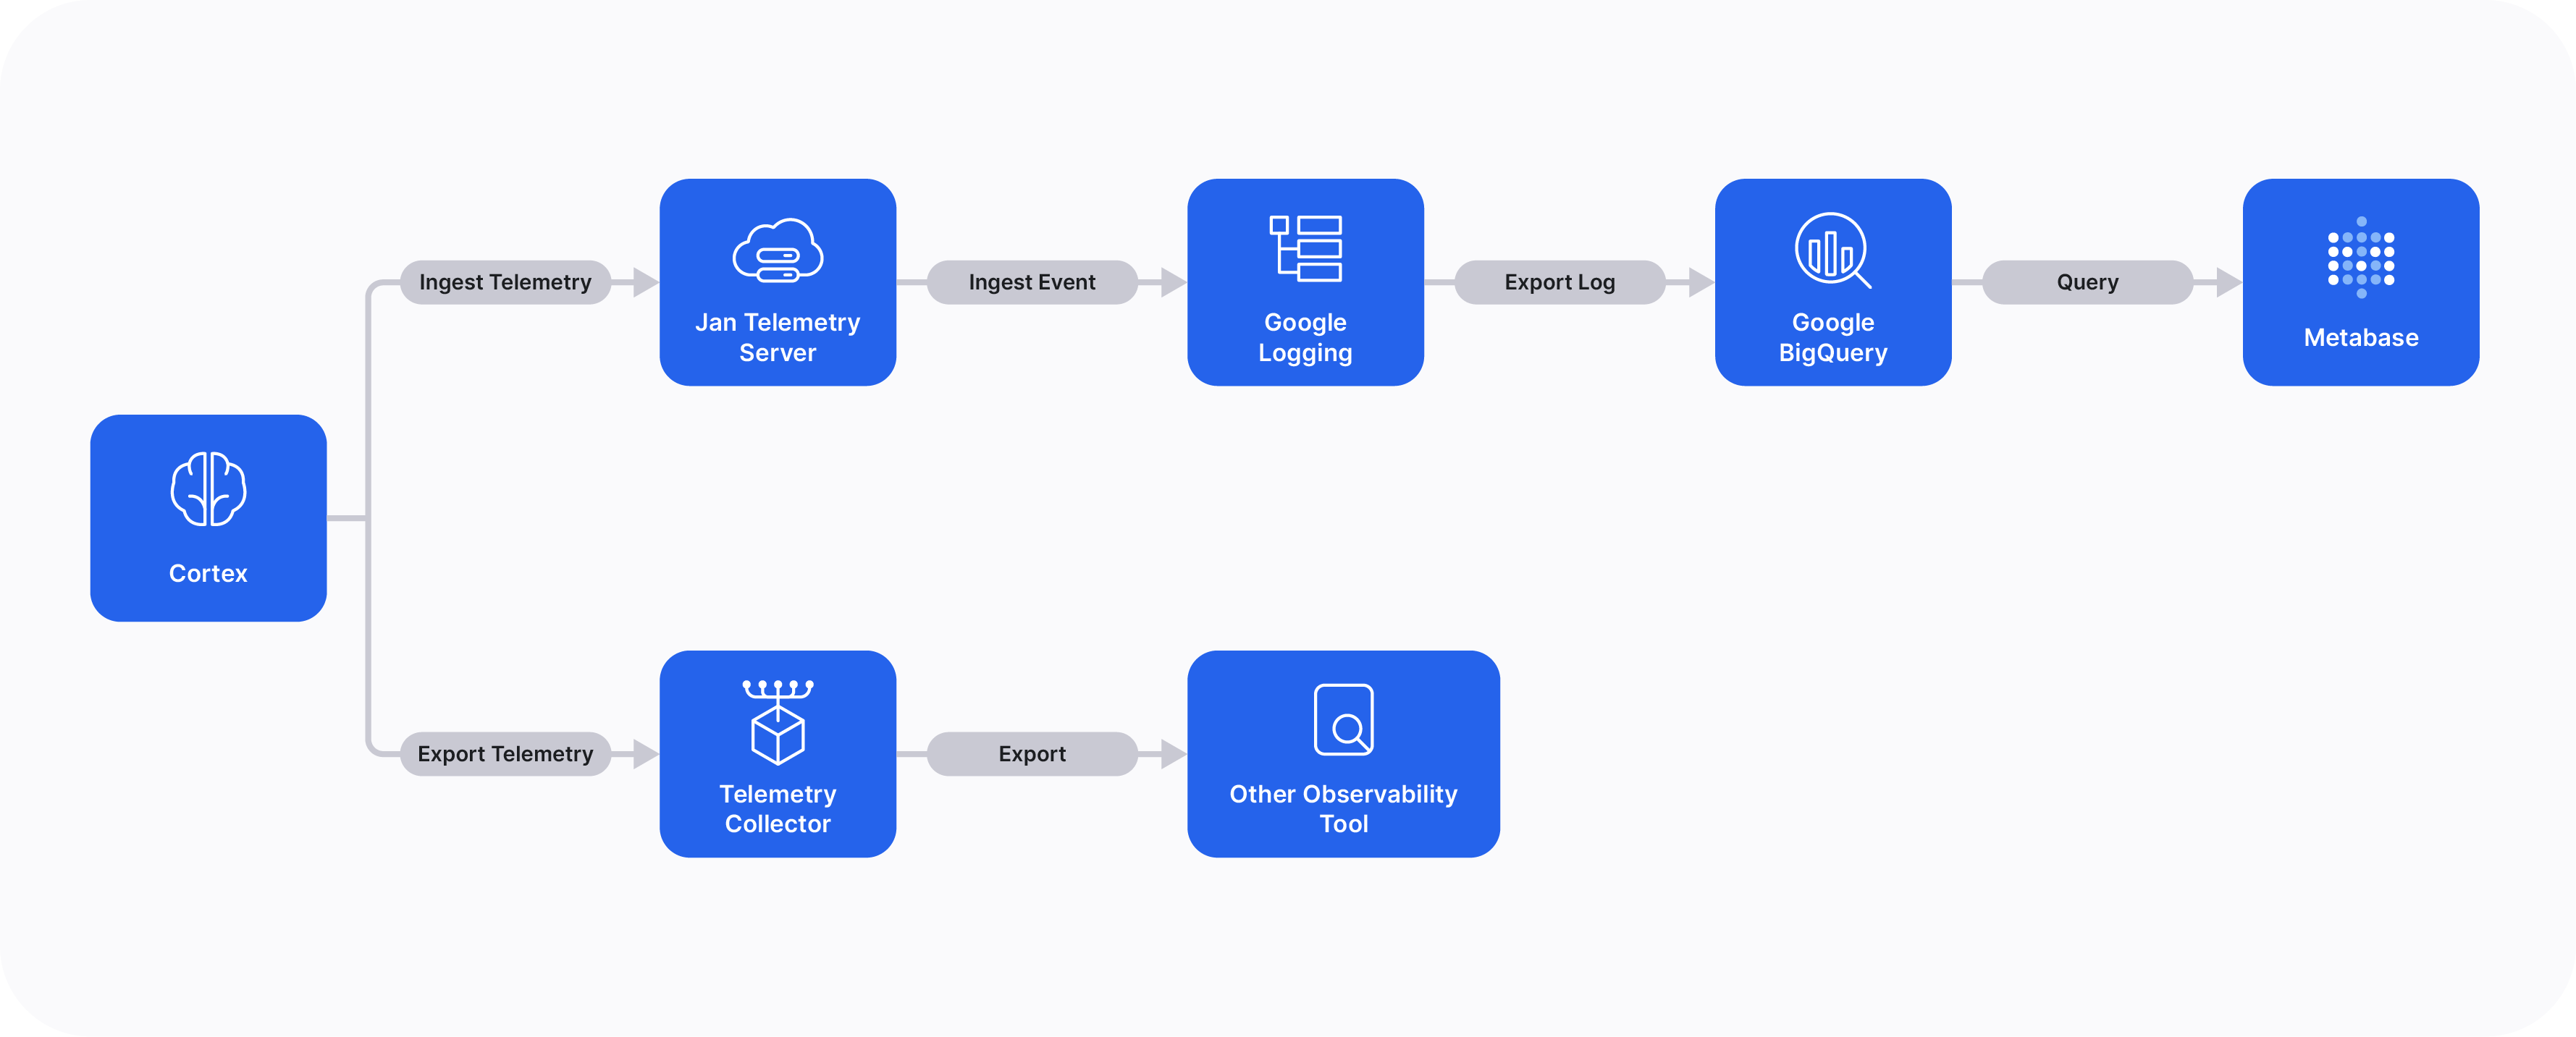 Ingest Telemetry
Jan Telemetry
Server
Ingest Event
Google
Logging
Export Log
Google
BigQuery
Query
Metabase
Cortex
Export Telemetry
Telemetry
Collector
Export
Other Observability
Tool